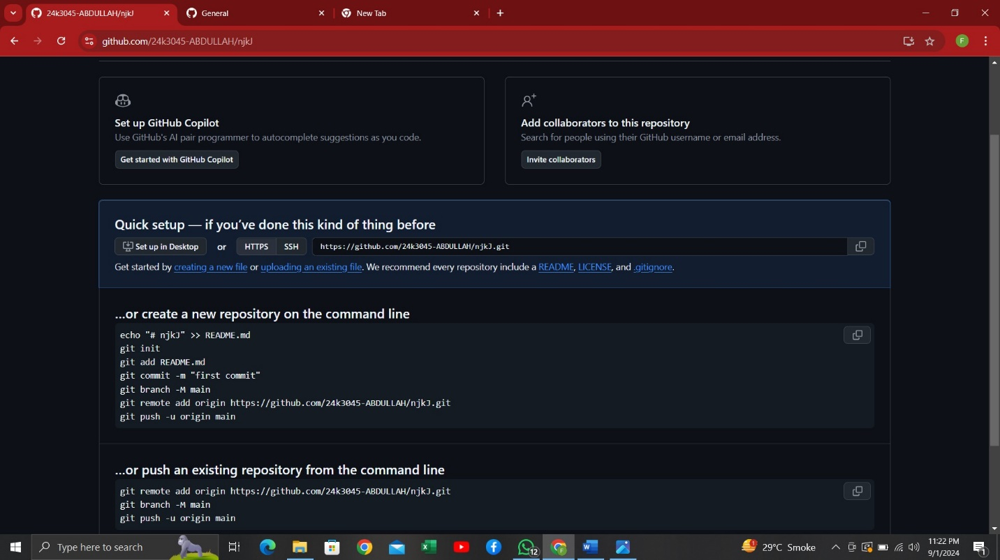 24k3045-ABDULLAH/njkJ
General
New Tab
github.com/24k3045-ABDULLAH/njkJ
F
Set up GitHub Copilot
Use GitHub's AI pair programmer to autocomplete suggestions as you code.
Get started with GitHub Copilot
Add collaborators to this repository
Search for people using their GitHub username or email address.
Invite collaborators
Quick setup — if you've done this kind of thing before
Set up in Desktop or HTTPS SSH https://github.com/24k3045-ABDULLAH/njkJ.git
Get started by creating a new file or uploading an existing file. We recommend every repository include a README, LICENSE, and .gitignore.
...or create a new repository on the command line
echo "# njkJ" >> README.md
git init
git add README.md
git commit -m "first commit"
git branch -M main
git remote add origin https://github.com/24k3045-ABDULLAH/njkJ.git
git push -u origin main
...or push an existing repository from the command line
git remote add origin https://github.com/24k3045-ABDULLAH/njkJ.git
git branch -M main
git push -u origin main
Type here to search
12
1
29°C Smoke
11:22 PM
9/1/2024
1